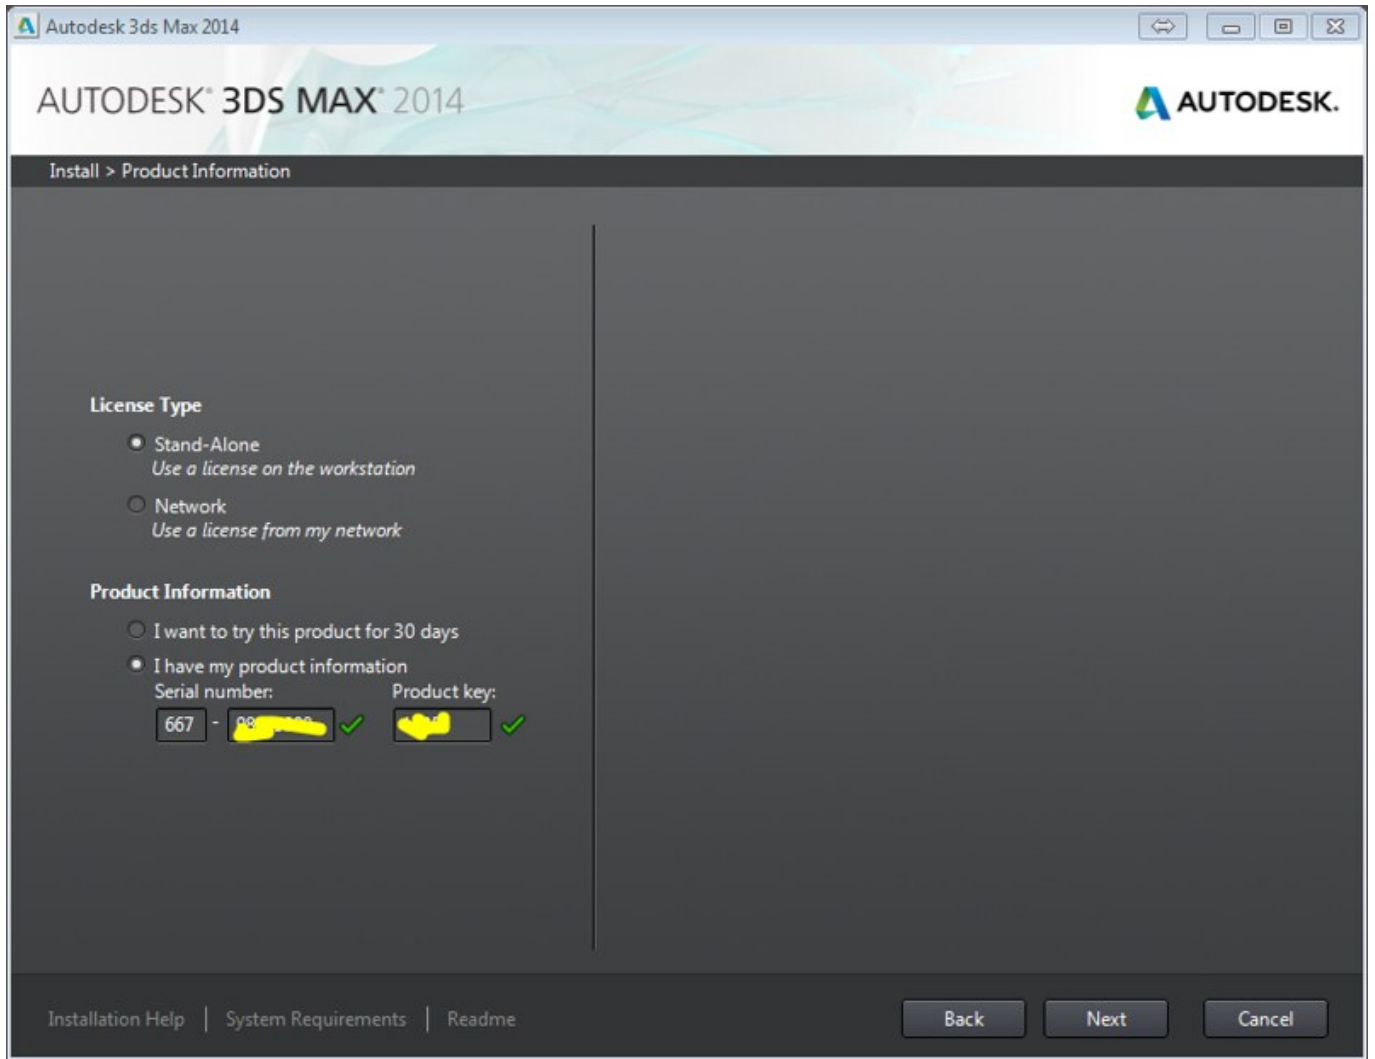 Autodesk 3ds Max 2014
AUTODESK® 3DS MAX® 2014
AUTODESK.
Install > Product Information
License Type
Stand-Alone
Use a license on the workstation
Network
Use a license from my network
Product Information
I want to try this product for 30 days
I have my product information
Serial number: Product key:
667 -
Installation Help | System Requirements | Readme
Back Next Cancel